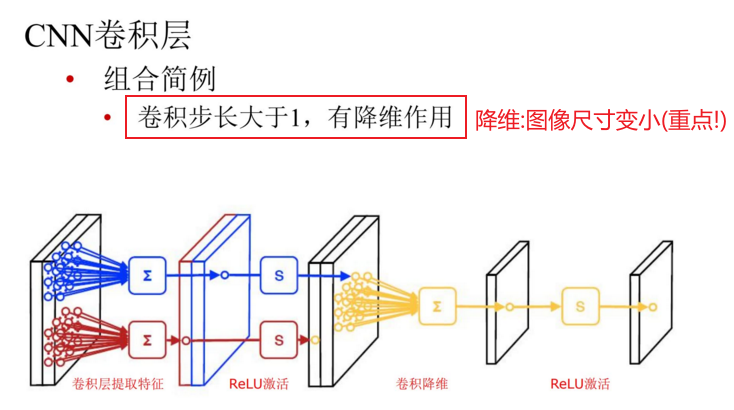 CNN卷积层
• 组合简例
• 卷积步长大于1，有降维作用 降维:图像尺寸变小(重点!)
Σ S
Σ S
Σ S
卷积层提取特征 ReLU激活 卷积降维 ReLU激活